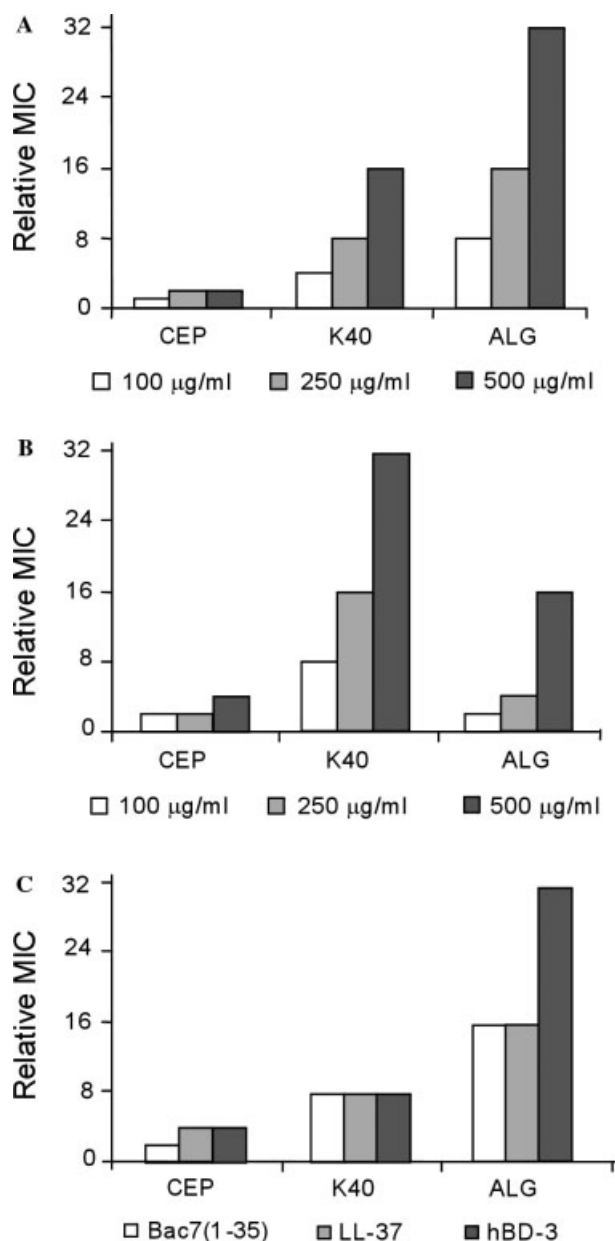 A
Relative MIC
32
24
16
8
0
CEP K40 ALG
100 µg/ml 250 µg/ml 500 µg/ml
B
Relative MIC
32
24
16
8
0
CEP K40 ALG
100 µg/ml 250 µg/ml 500 µg/ml
C
Relative MIC
32
24
16
8
0
CEP K40 ALG
Bac7(1-35) LL-37 hBD-3